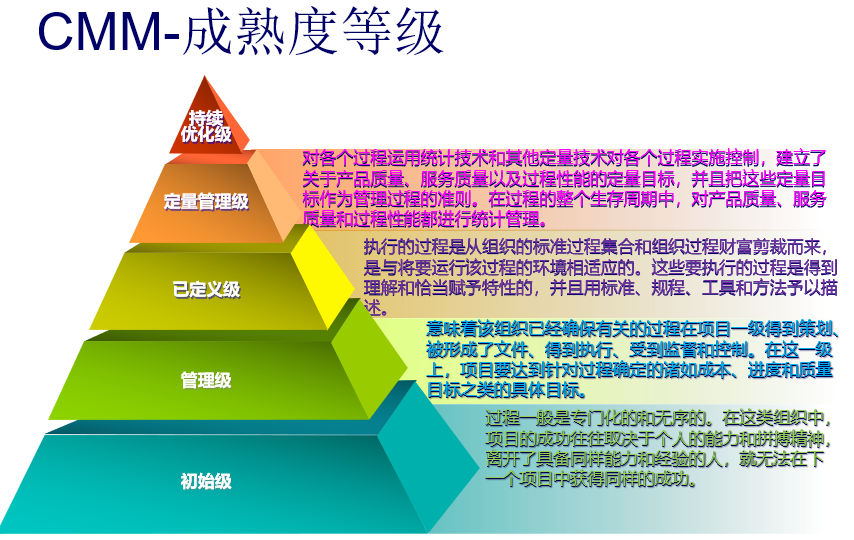 CMM-成熟度等级
持续
优化级
对各个过程运用统计技术和其他定量技术对各个过程实施控制，建立了
关于产品质量、服务质量以及过程性能的定量目标，并且把这些定量目
标作为管理过程的准则。在过程的整个生存周期中，对产品质量、服务
质量和过程性能都进行统计管理。
定量管理级
执行的过程是从组织的标准过程集合和组织过程财富剪裁而来，
是与将要运行该过程的环境相适应的。这些要执行的过程是得到
理解和恰当赋予特性的，并且用标准、规程、工具和方法予以描
述。
已定义级
意味着该组织已经确保有关的过程在项目一级得到策划、
被形成了文件、得到执行、受到监督和控制。在这一级
上，项目要达到针对过程确定的诸如成本、进度和质量
目标之类的具体目标。
管理级
过程一般是专门化的和无序的。在这类组织中，
项目的成功往往取决于个人的能力和拼搏精神，
离开了具备同样能力和经验的人，就无法在下
一个项目中获得同样的成功。
初始级